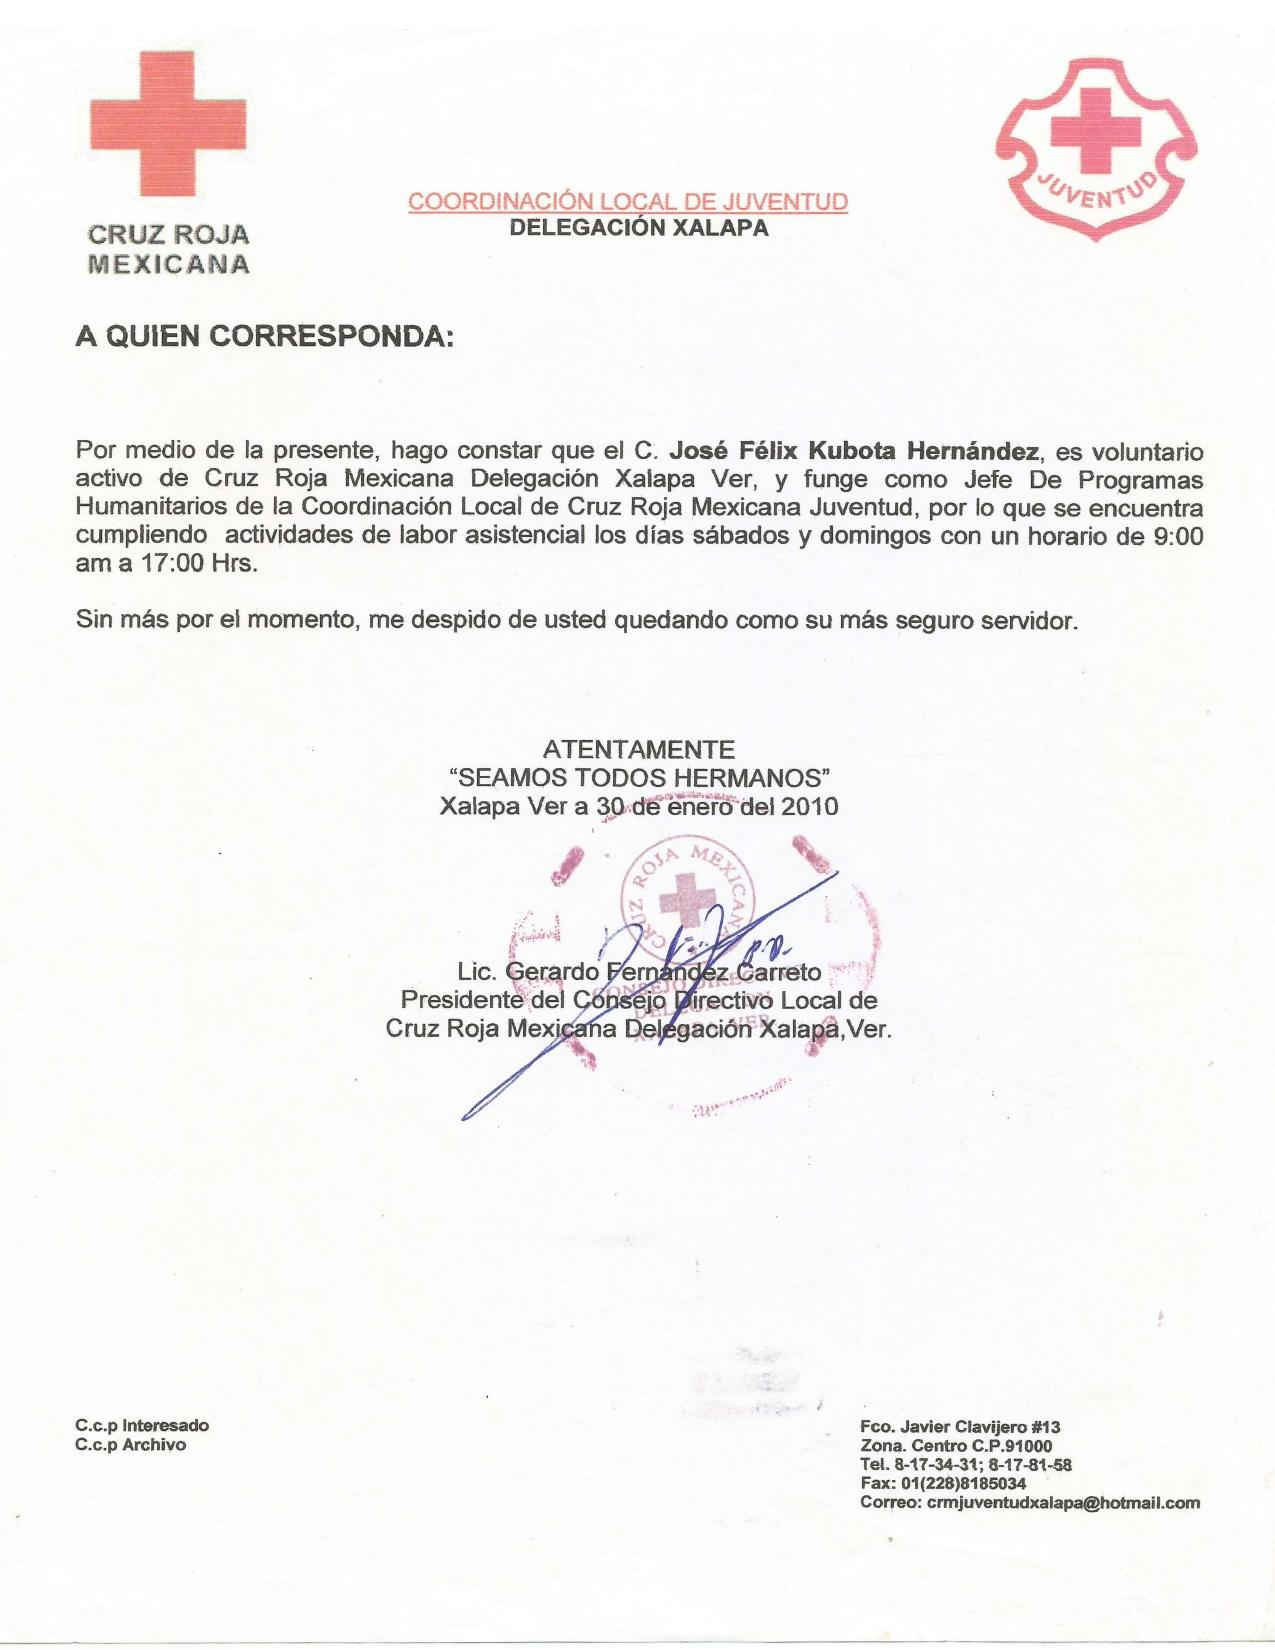 CRUZ ROJA
MEXICANA
COORDINACIÓN LOCAL DE JUVENTUD
DELEGACIÓN XALAPA
JUVENTUD
A QUIEN CORRESPONDA:
Por medio de la presente, hago constar que el C. José Félix Kubota Hernández, es voluntario
activo de Cruz Roja Mexicana Delegación Xalapa Ver, y funge como Jefe De Programas
Humanitarios de la Coordinación Local de Cruz Roja Mexicana Juventud, por lo que se encuentra
cumpliendo actividades de labor asistencial los días sábados y domingos con un horario de 9:00
am a 17:00 Hrs.
Sin más por el momento, me despido de usted quedando como su más seguro servidor.
ATENTAMENTE
“SEAMOS TODOS HERMANOS”
Xalapa Ver a 30 de enero del 2010
CRUZ ROJA MEXICANA
Lic. Gerardo Fernández Carreto
Presidente del Consejo Directivo Local de
Cruz Roja Mexicana Delegación Xalapa,Ver.
CONSEJO DIRECTIVO
DELEGACION
XALAPA, VER.
C.c.p Interesado
C.c.p Archivo
Fco. Javier Clavijero #13
Zona. Centro C.P.91000
Tel. 8-17-34-31; 8-17-81-58
Fax: 01(228)8185034
Correo: crmjuventudxalapa@hotmail.com